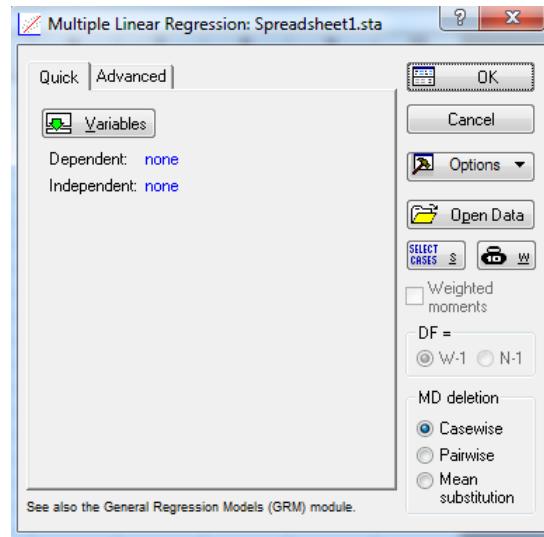 Multiple Linear Regression: Spreadsheet1.sta
?
X
Quick
Advanced
Variables
Dependent: none
Independent: none
See also the General Regression Models (GRM) module.
OK
Cancel
Options
Open Data
SELECT
CASES
S
W
Weighted
moments
DF =
W-1
N-1
MD deletion
Casewise
Pairwise
Mean
substitution